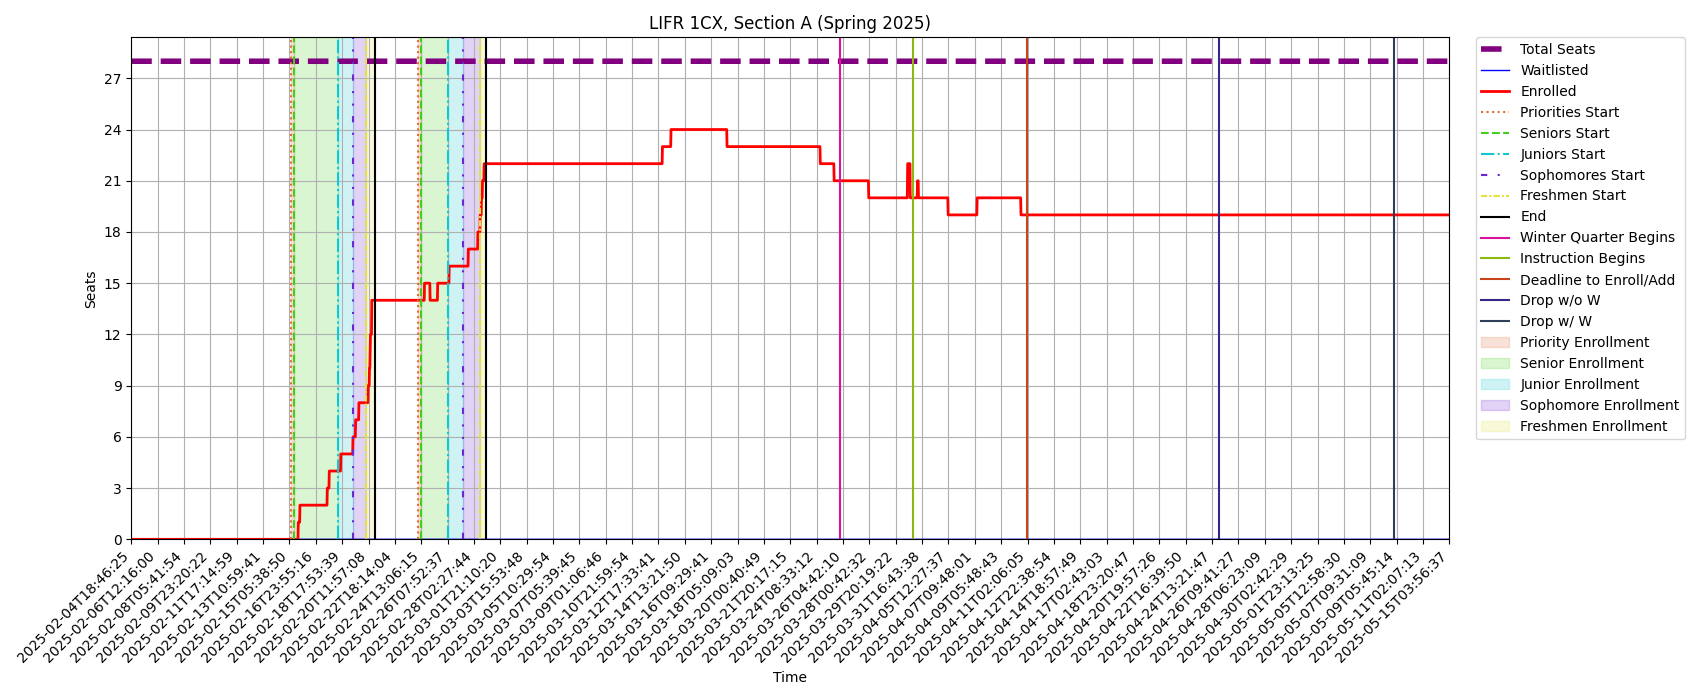 LIFR 1CX, Section A (Spring 2025)
Seats
27
24
21
18
15
12
9
6
3
0
2025-02-04T18:46:25
2025-02-06T12:16:00
2025-02-08T05:41:54
2025-02-09T23:20:22
2025-02-11T17:14:59
2025-02-13T10:59:41
2025-02-15T05:38:50
2025-02-16T23:55:16
2025-02-18T17:53:39
2025-02-20T11:57:08
2025-02-22T18:14:04
2025-02-24T13:06:15
2025-02-26T07:52:37
2025-02-28T02:27:44
2025-03-01T21:10:20
2025-03-03T15:53:48
2025-03-05T10:29:54
2025-03-07T05:39:45
2025-03-09T01:06:46
2025-03-10T21:59:54
2025-03-12T17:33:41
2025-03-14T13:21:50
2025-03-16T09:29:41
2025-03-18T05:09:03
2025-03-20T00:40:49
2025-03-21T20:17:15
2025-03-24T08:33:12
2025-03-26T04:42:10
2025-03-28T00:42:32
2025-03-29T20:19:22
2025-03-31T16:43:38
2025-04-05T12:27:37
2025-04-07T09:48:01
2025-04-09T05:48:43
2025-04-11T02:06:05
2025-04-12T22:38:54
2025-04-14T18:57:49
2025-04-17T02:43:03
2025-04-18T23:20:47
2025-04-20T19:57:26
2025-04-22T16:39:50
2025-04-24T13:21:47
2025-04-26T09:41:27
2025-04-28T06:23:09
2025-04-30T02:42:29
2025-05-01T23:13:25
2025-05-05T12:58:30
2025-05-07T09:31:09
2025-05-09T05:45:14
2025-05-11T02:07:13
2025-05-15T03:56:37
Time
Total Seats
Waitlisted
Enrolled
Priorities Start
Seniors Start
Juniors Start
Sophomores Start
Freshmen Start
End
Winter Quarter Begins
Instruction Begins
Deadline to Enroll/Add
Drop w/o W
Drop w/ W
Priority Enrollment
Senior Enrollment
Junior Enrollment
Sophomore Enrollment
Freshmen Enrollment